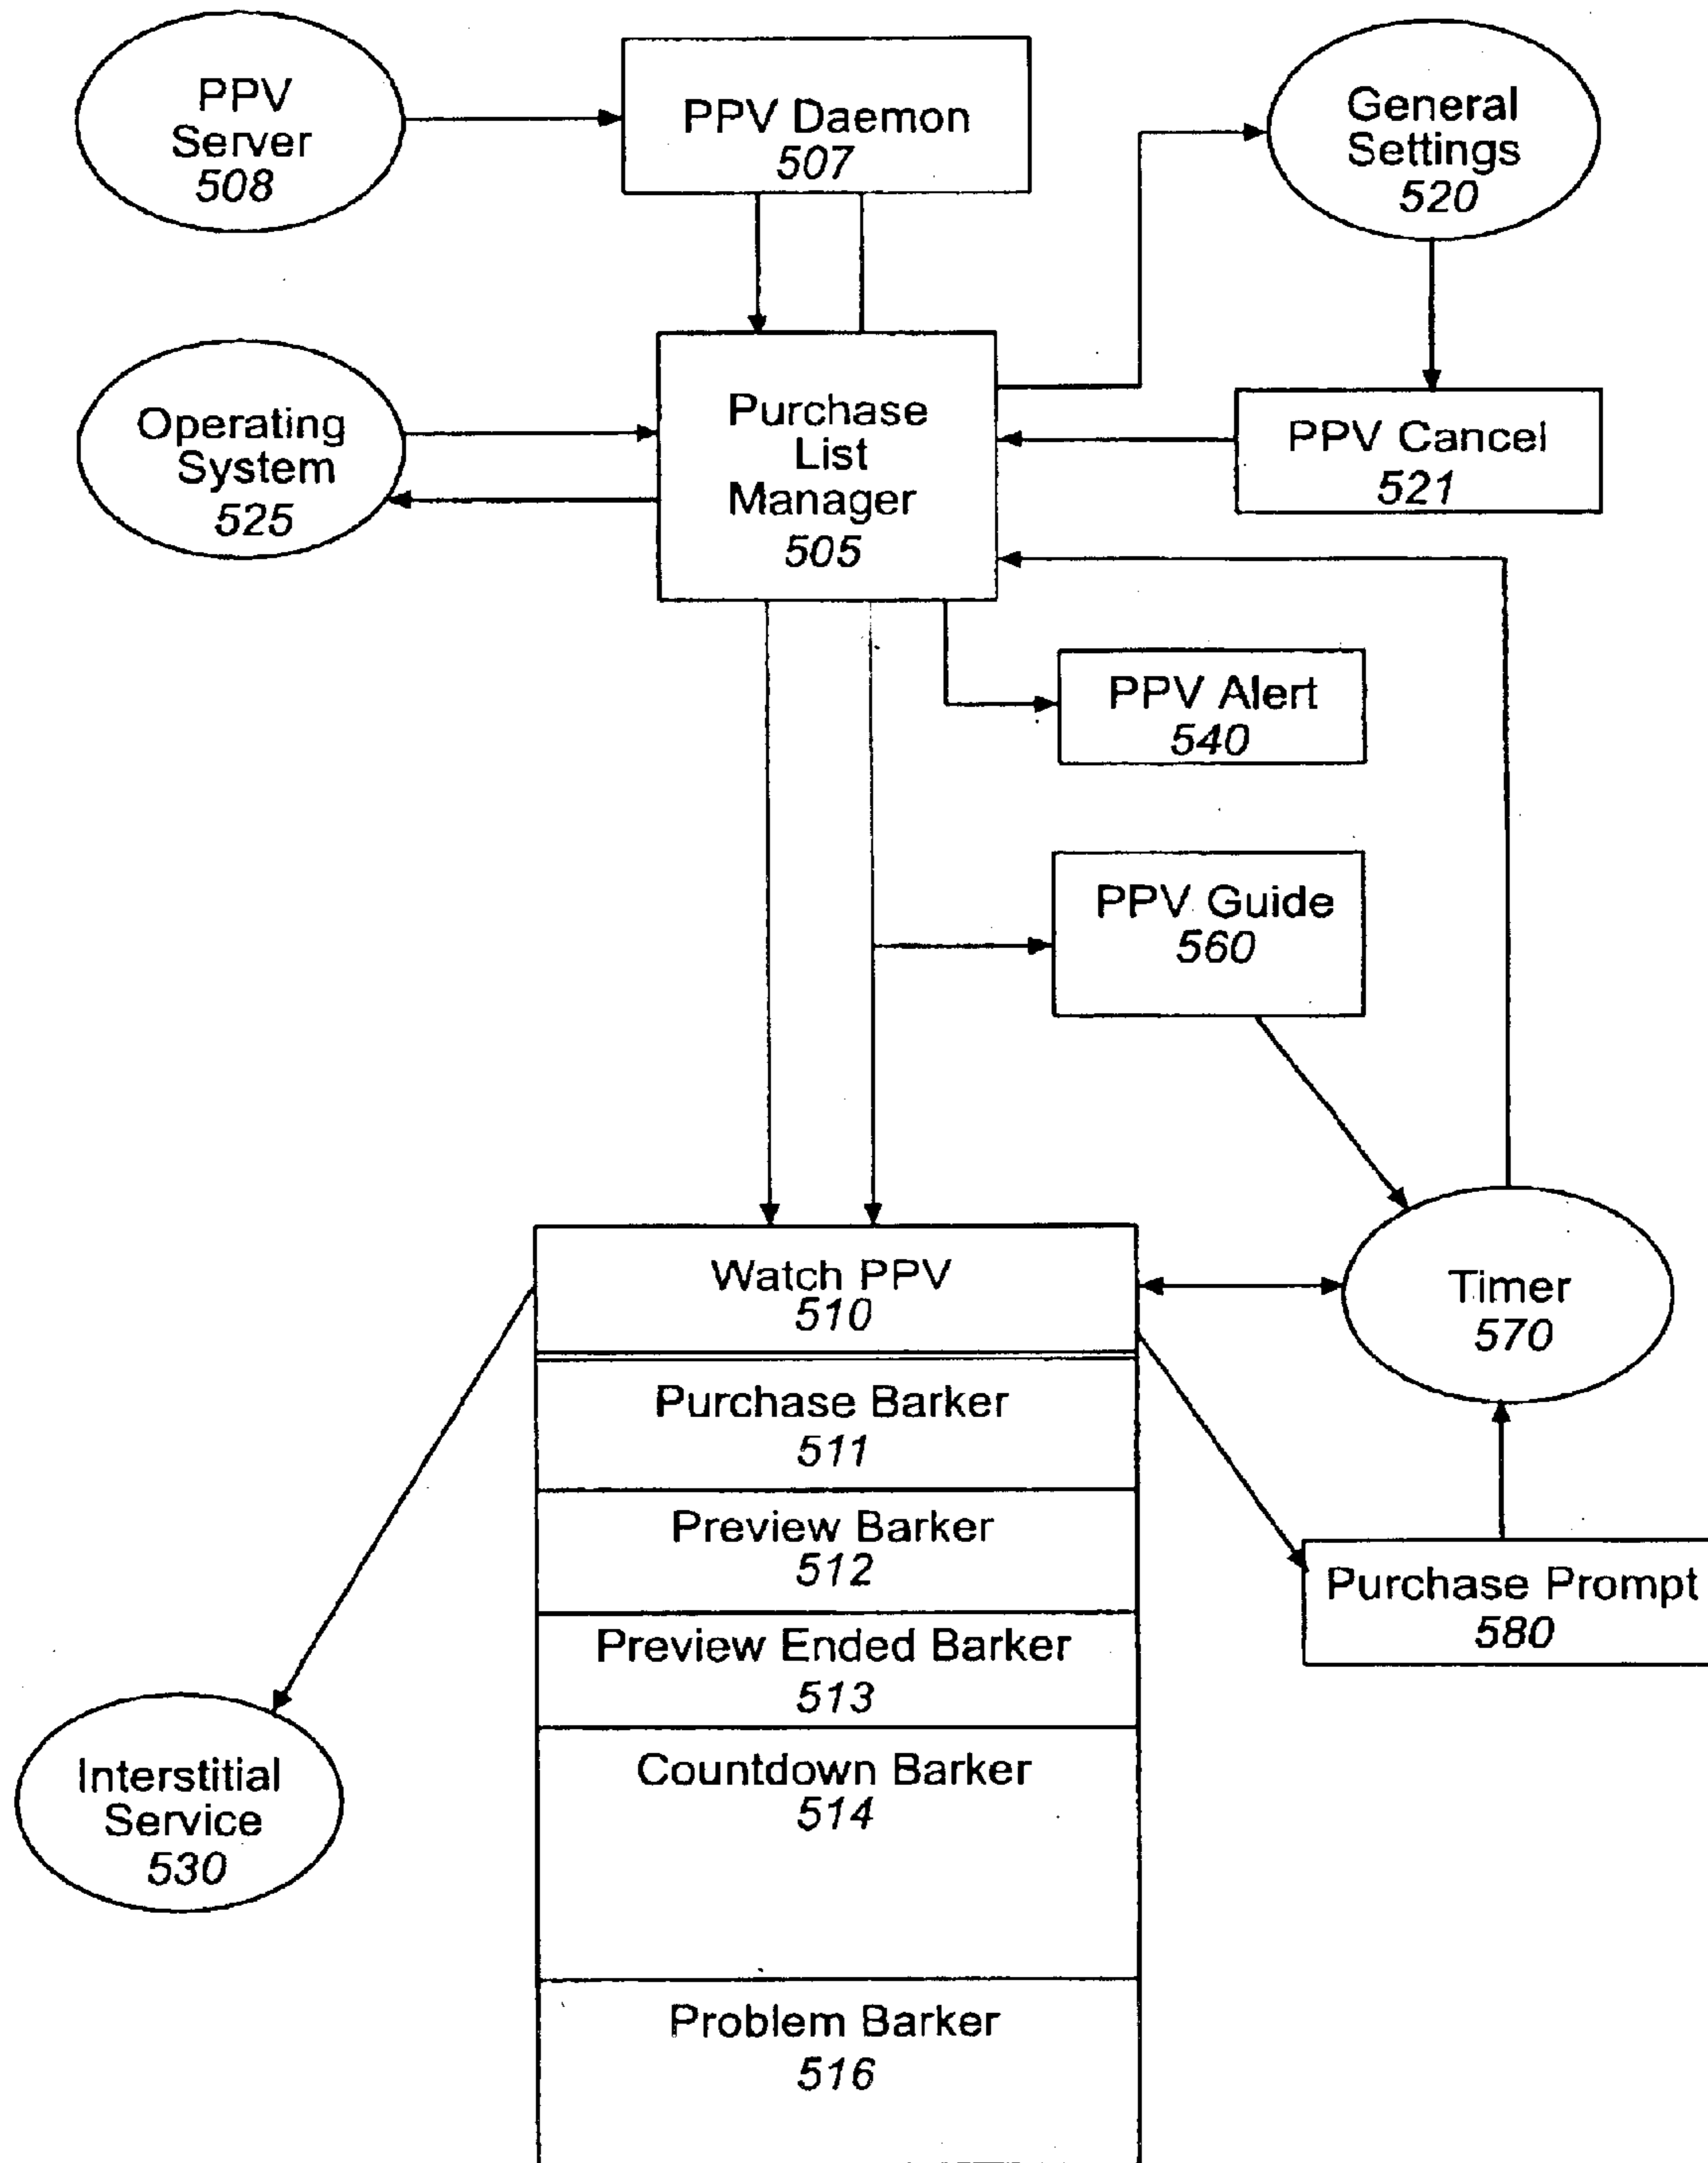 PPV
Server
508
PPV Daemon
507
General
Settings
520
Operating
System
525
Purchase
List
Manager
505
PPV Cancel
521
PPV Alert
540
PPV Guide
560
Watch PPV
510
Timer
570
Purchase Barker
511
Preview Barker
512
Purchase Prompt
580
Preview Ended Barker
513
Countdown Barker
514
Interstitial
Service
530
Problem Barker
516